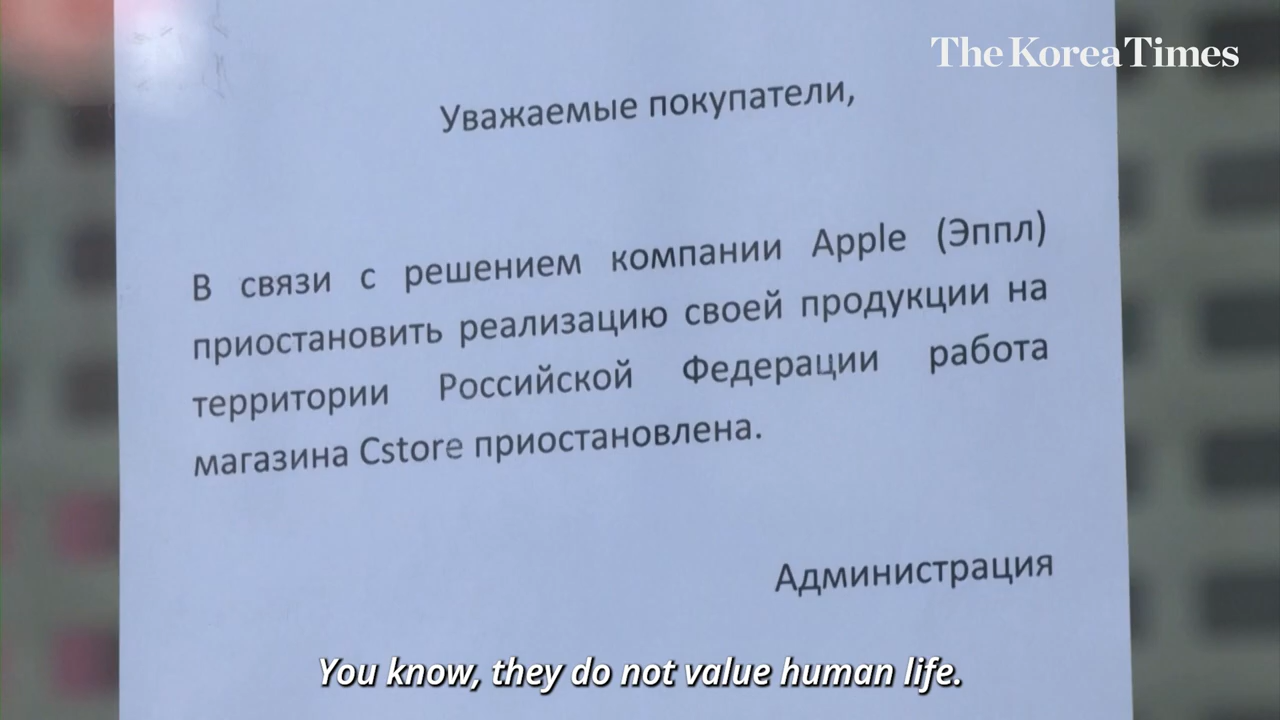 The Korea Times
Уважаемые покупатели,
В связи с решением компании Apple (Эппл)
приостановить реализацию своей продукции на
территории Российской Федерации работа
магазина Cstore приостановлена.
Администрация
You know, they do not value human life.